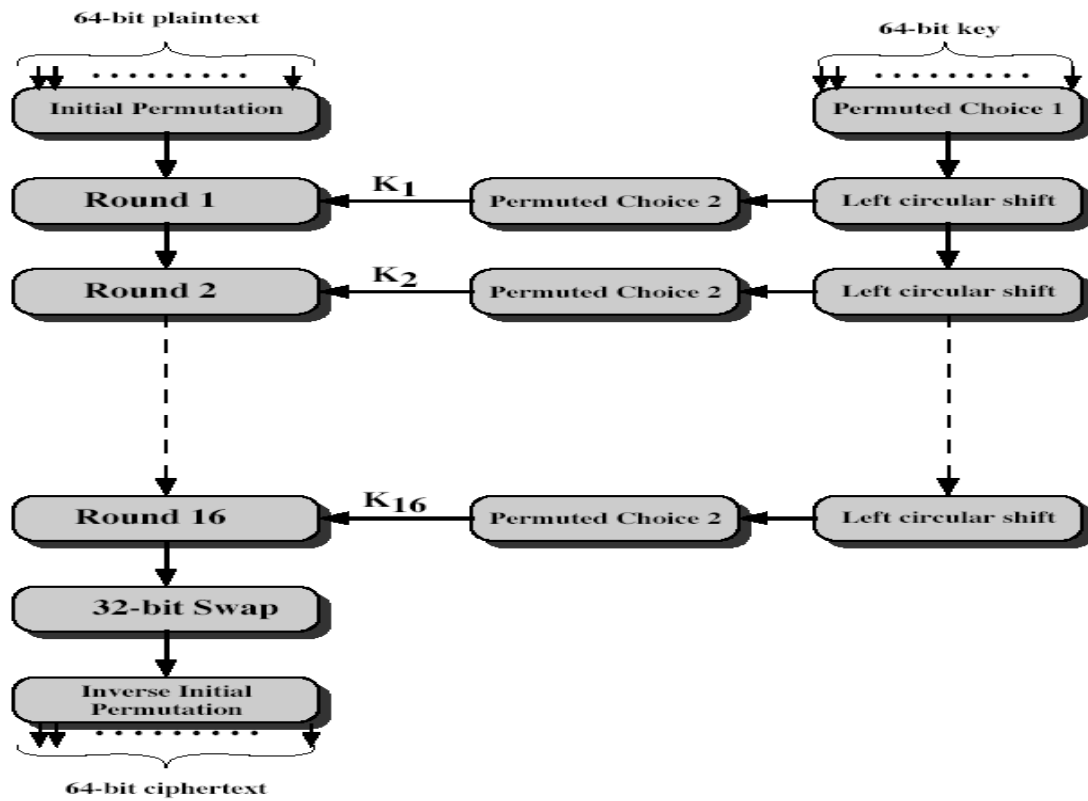 64-bit plaintext
64-bit key
Initial Permutation
Permuted Choice 1
Round 1
K1
Permuted Choice 2
Left circular shift
Round 2
K2
Permuted Choice 2
Left circular shift
Round 16
K16
Permuted Choice 2
Left circular shift
32-bit Swap
Inverse Initial
Permutation
64-bit ciphertext